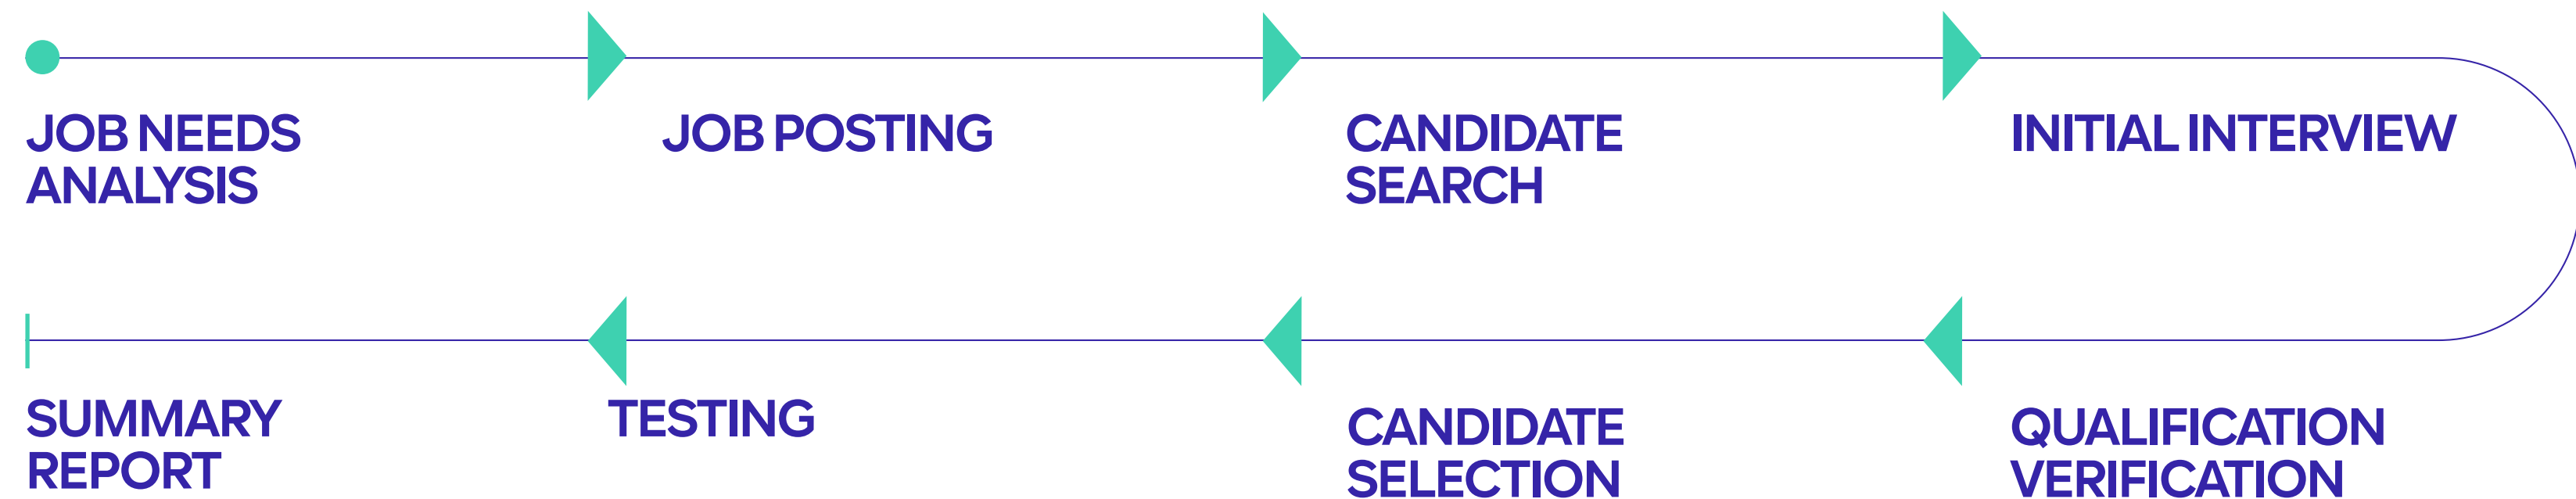 JOB NEEDS
ANALYSIS
JOB POSTING
CANDIDATE
SEARCH
INITIAL INTERVIEW
QUALIFICATION
VERIFICATION
CANDIDATE
SELECTION
TESTING
SUMMARY
REPORT